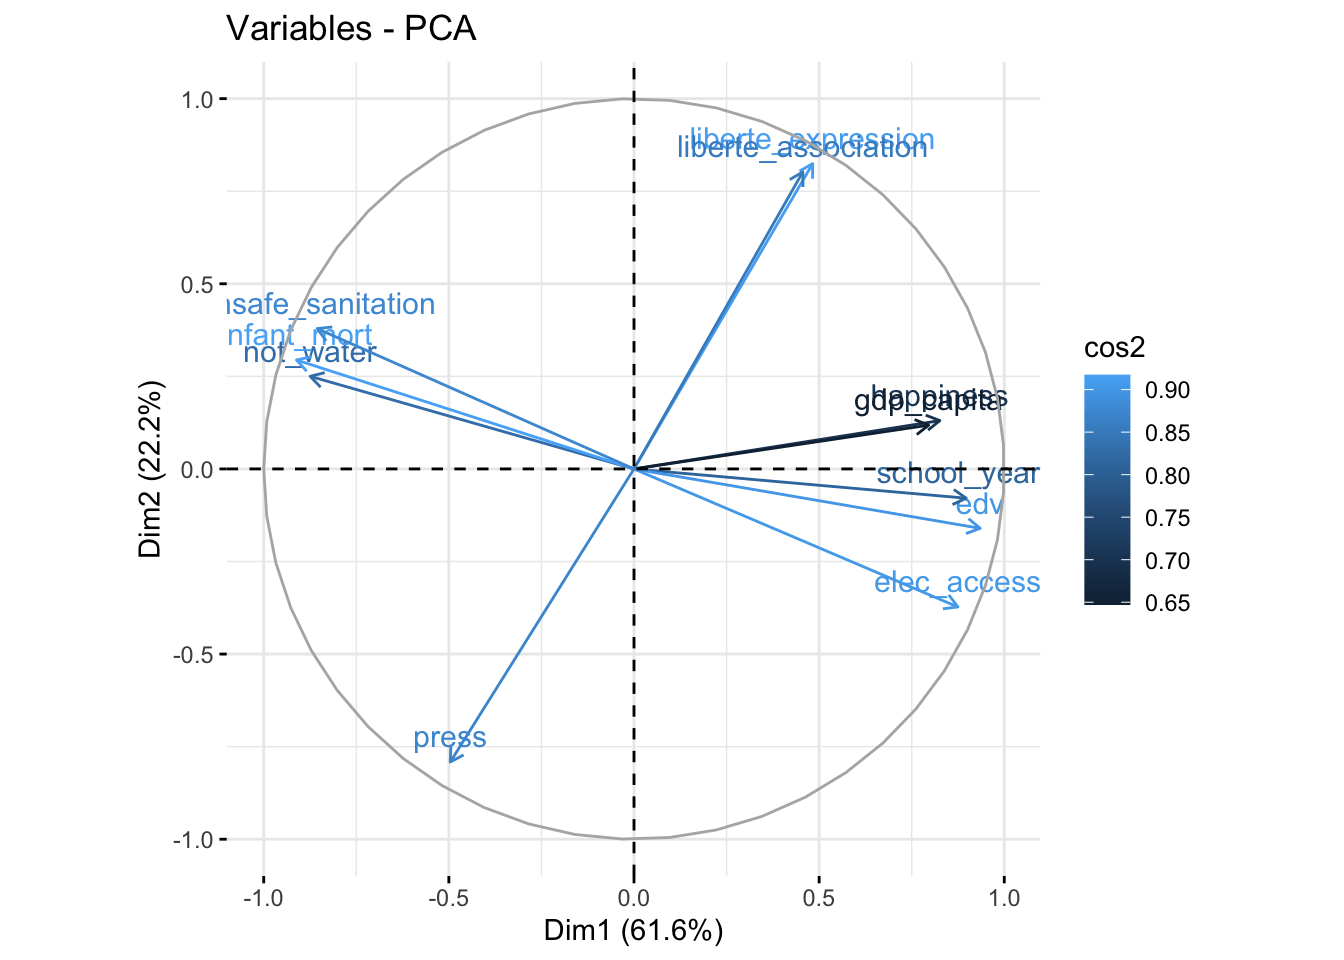 Variables - PCA
1.0
0.5
0.0
-0.5
-1.0
Dim2 (22.2%)
liberte_expression
liberte_association
nsafe_sanitation
nfant_mort
not_water
happiness
gdp_capita
school_year
edv
elec_access
press
-1.0
-0.5
0.0
0.5
1.0
Dim1 (61.6%)
cos2
0.90
0.85
0.80
0.75
0.70
0.65